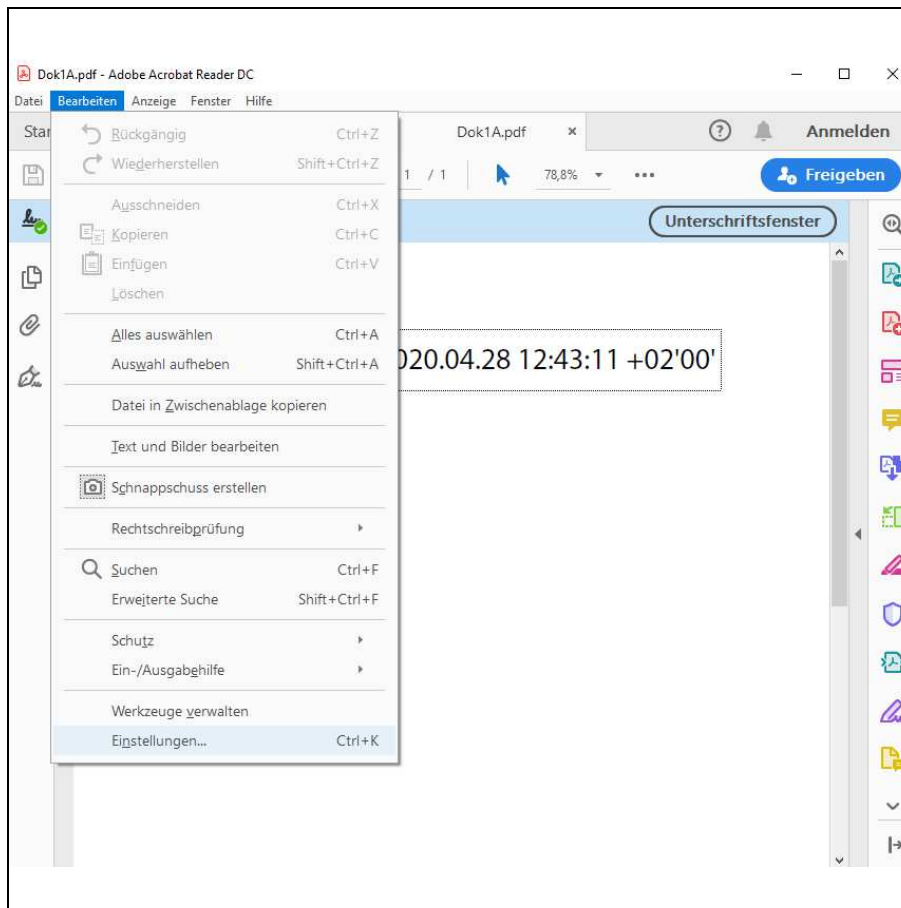 Dok1A.pdf - Adobe Acrobat Reader DC
Datei Bearbeiten Anzeige Fenster Hilfe
Star Dok1A.pdf × ? Anmelden
1 / 1 78,8% ••• Freigeben
Unterschriftsfenster
Rückgängig Ctrl+Z
Wiederherstellen Shift+Ctrl+Z
Ausschneiden Ctrl+X
Kopieren Ctrl+C
Einfügen Ctrl+V
Löschen
Alles auswählen Ctrl+A
Auswahl aufheben Shift+Ctrl+A
020.04.28 12:43:11 +02'00'
Datei in Zwischenablage kopieren
Text und Bilder bearbeiten
Schnappschuss erstellen
Rechtschreibprüfung
Suchen Ctrl+F
Erweiterte Suche Shift+Ctrl+F
Schutz
Ein-/Ausgabehilfe
Werkzeuge verwalten
Einstellungen... Ctrl+K